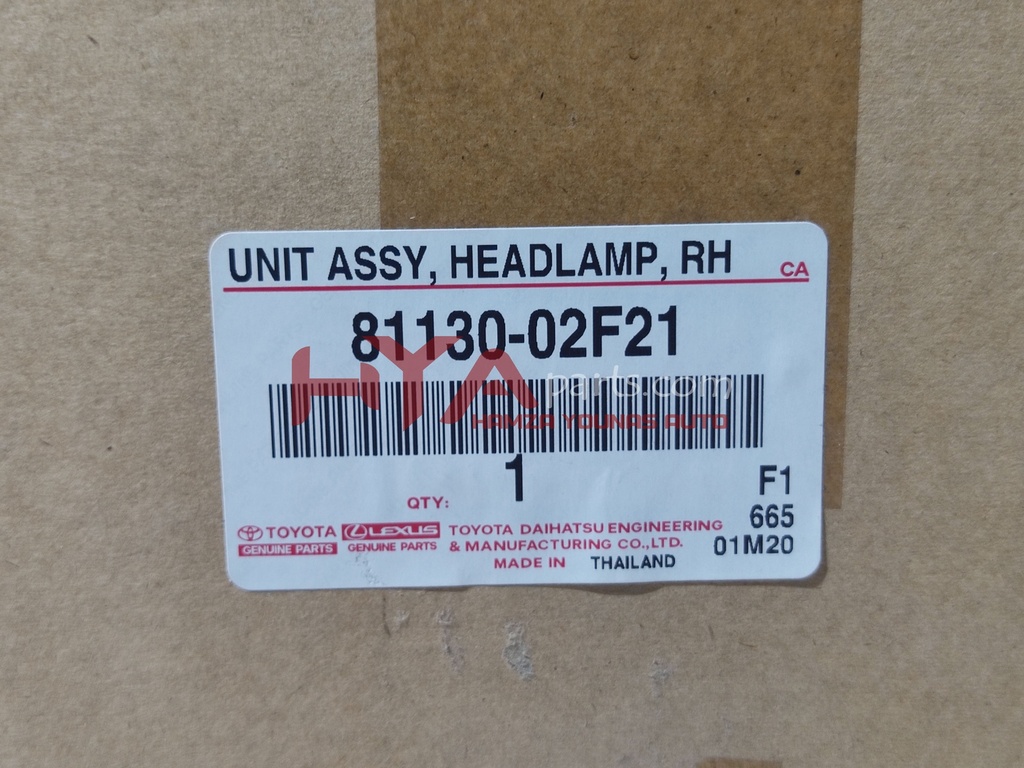 UNIT ASSY, HEADLAMP, RH
CA
81130-02F21
HYA parts.com
HAMZA YOUNAS AUTO
1
QTY:
F1
665
01M20
TOYOTA
GENUINE PARTS
LEXUS
GENUINE PARTS
TOYOTA DAIHATSU ENGINEERING
& MANUFACTURING CO., LTD.
MADE IN THAILAND